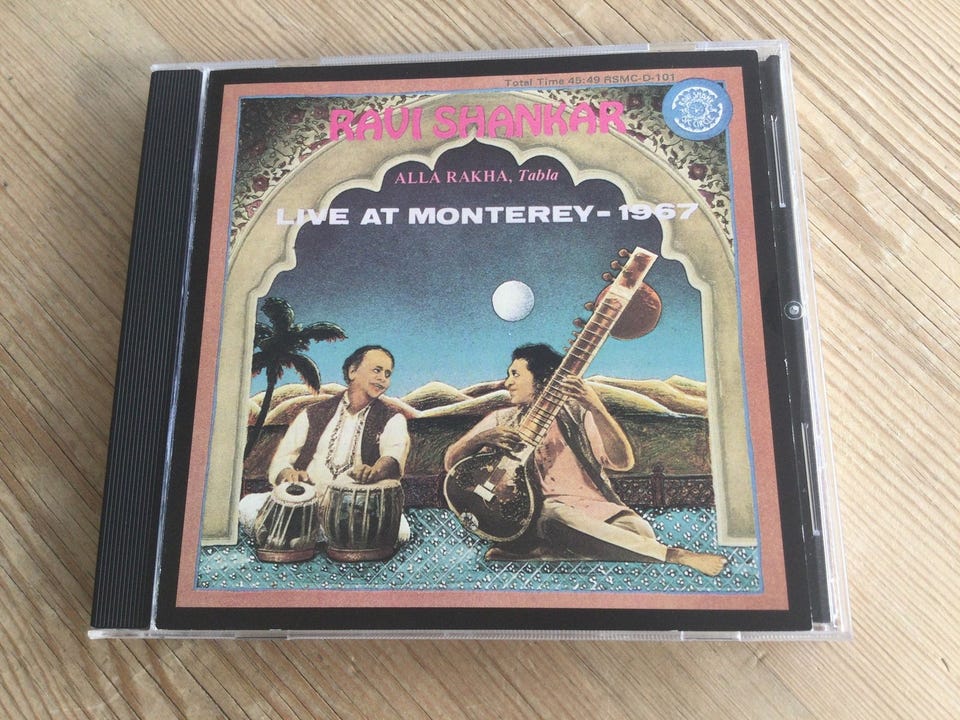 Total Time 45:49 RSMC-D-101
RAVI SHANKAR
ALLA RAKHA, Tabla
LIVE AT MONTEREY-1967